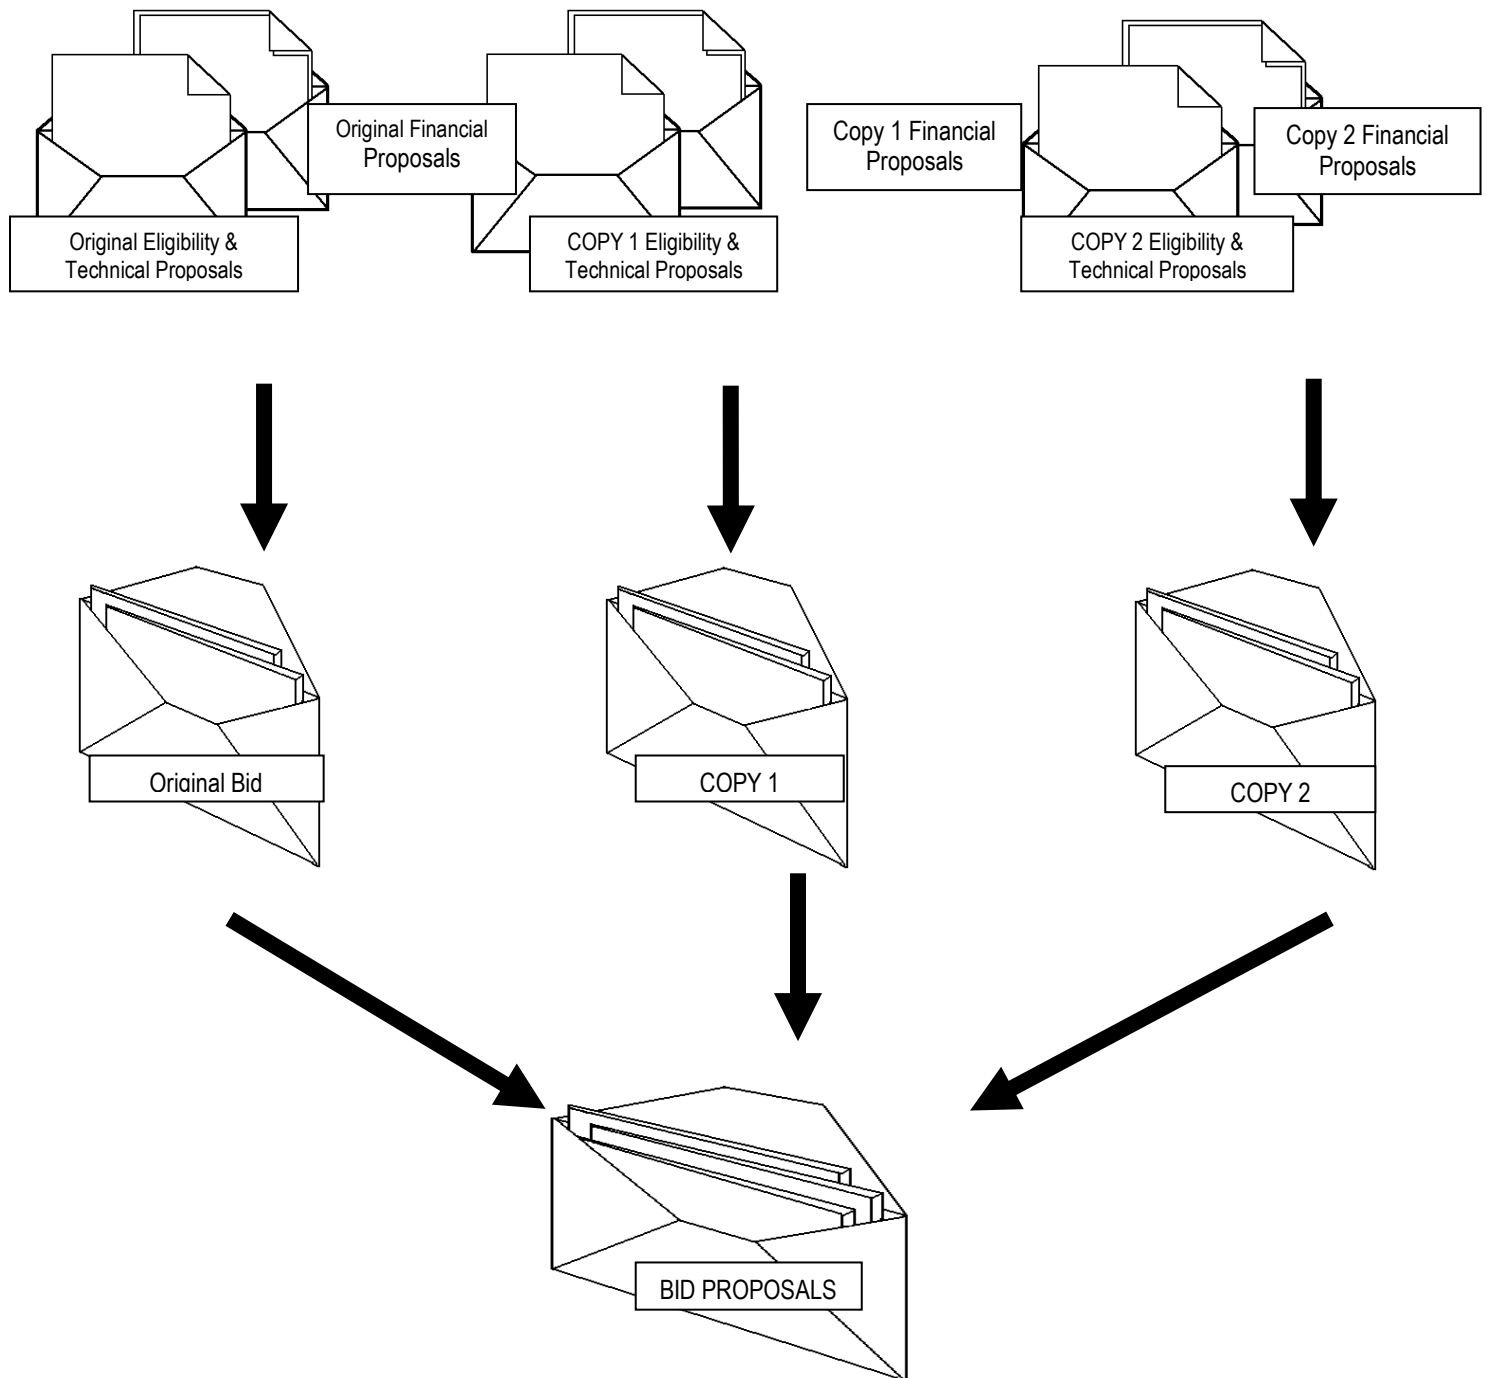 Original Financial
Proposals
Copy 1 Financial
Proposals
Copy 2 Financial
Proposals
Original Eligibility &
Technical Proposals
COPY 1 Eligibility &
Technical Proposals
COPY 2 Eligibility &
Technical Proposals
Original Bid
COPY 1
COPY 2
BID PROPOSALS